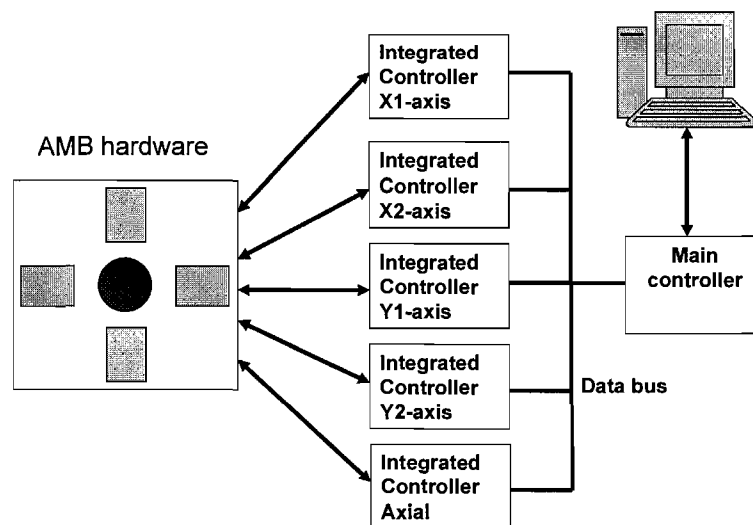 AMB hardware
Integrated
Controller
X1-axis
Integrated
Controller
X2-axis
Integrated
Controller
Y1-axis
Integrated
Controller
Y2-axis
Integrated
Controller
Axial
Data bus
Main
controller